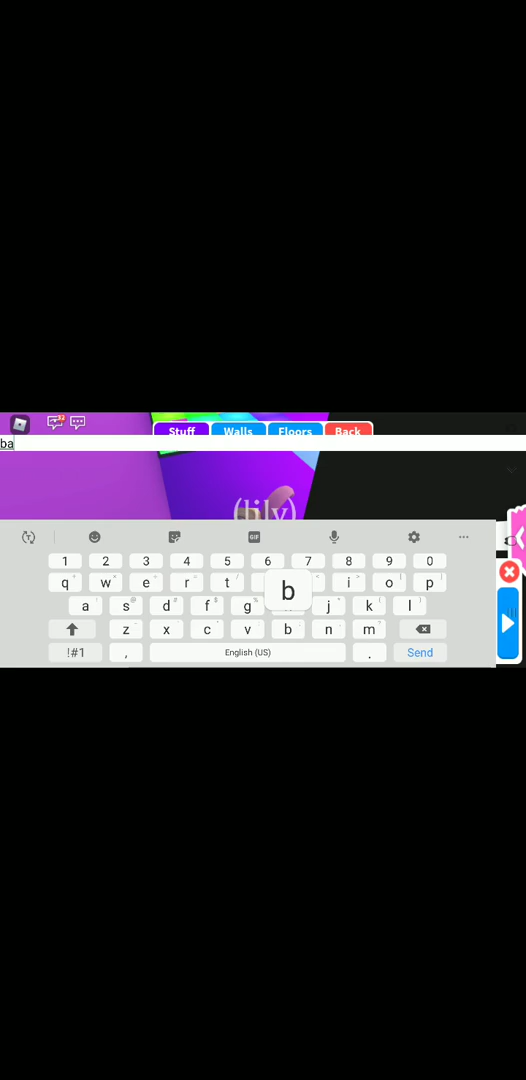 Stuff Walls Floors Back
ba
(lily)
GIF
1 2 3 4 5 6 7 8 9 0
q w e r t i o p
b
a s d f g j k l
z x c v b n m
!#1 , English (US) . Send